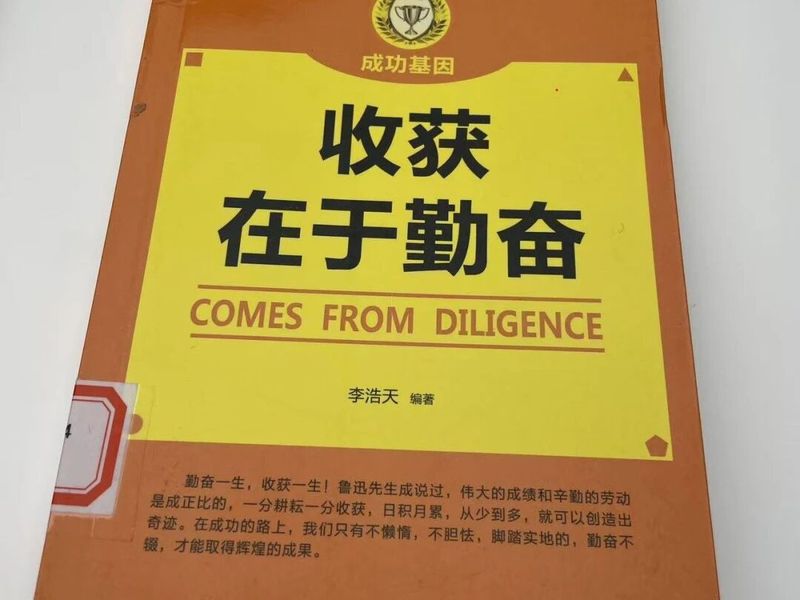 成功基因
收获
在于勤奋
COMES FROM DILIGENCE
李浩天 编著
4
勤奋一生，收获一生！鲁迅先生成说过，伟大的成绩和辛勤的劳动
是成正比的，一分耕耘一分收获，日积月累，从少到多，就可以创造出
奇迹。在成功的路上，我们只有不懒惰，不胆怯，脚踏实地的，勤奋不
辍，才能取得辉煌的成果。